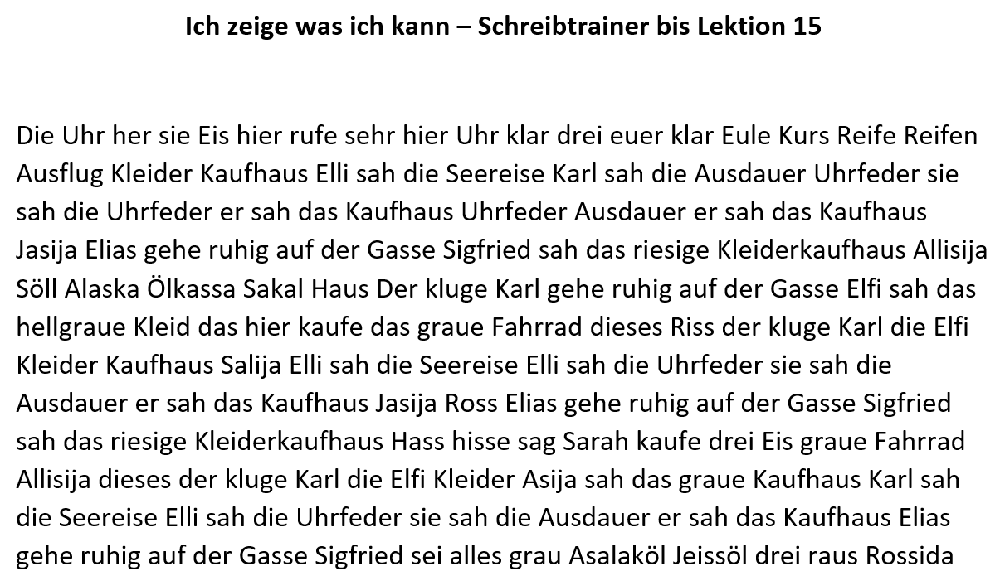 Ich zeige was ich kann – Schreibtrainer bis Lektion 15
Die Uhr her sie Eis hier rufe sehr hier Uhr klar drei euer klar Eule Kurs Reife Reifen
Ausflug Kleider Kaufhaus Elli sah die Seereise Karl sah die Ausdauer Uhrfeder sie
sah die Uhrfeder er sah das Kaufhaus Uhrfeder Ausdauer er sah das Kaufhaus
Jasija Elias gehe ruhig auf der Gasse Sigfried sah das riesige Kleiderkaufhaus Allisija
Söll Alaska Ölkassa Sakal Haus Der kluge Karl gehe ruhig auf der Gasse Elfi sah das
hellgraue Kleid das hier kaufe das graue Fahrrad dieses Riss der kluge Karl die Elfi
Kleider Kaufhaus Salija Elli sah die Seereise Elli sah die Uhrfeder sie sah die
Ausdauer er sah das Kaufhaus Jasija Ross Elias gehe ruhig auf der Gasse Sigfried
sah das riesige Kleiderkaufhaus Hass hisse sag Sarah kaufe drei Eis graue Fahrrad
Allisija dieses der kluge Karl die Elfi Kleider Asija sah das graue Kaufhaus Karl sah
die Seereise Elli sah die Uhrfeder sie sah die Ausdauer er sah das Kaufhaus Elias
gehe ruhig auf der Gasse Sigfried sei alles grau Asalaköl Jeissöl drei raus Rossida